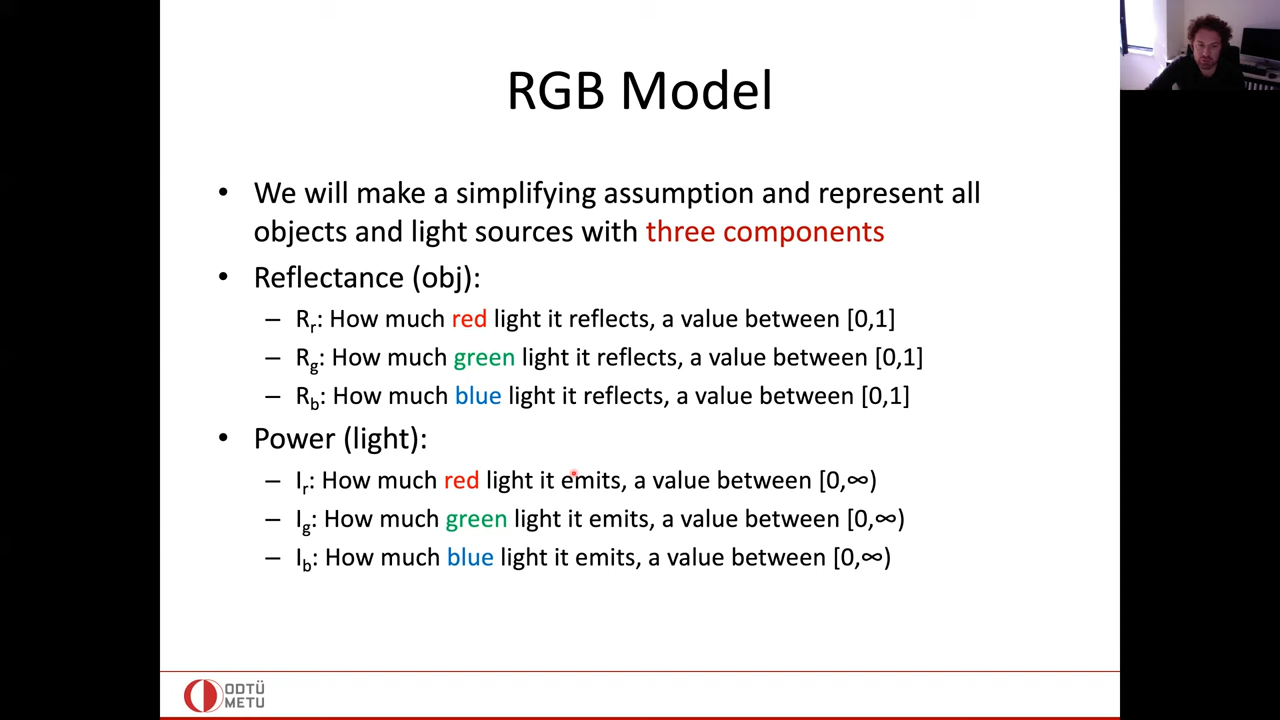 RGB Model
• We will make a simplifying assumption and represent all
objects and light sources with three components
• Reflectance (obj):
– Rr: How much red light it reflects, a value between [0,1]
– Rg: How much green light it reflects, a value between [0,1]
– Rb: How much blue light it reflects, a value between [0,1]
• Power (light):
– Ir: How much red light it emits, a value between [0,∞)
– Ig: How much green light it emits, a value between [0,∞)
– Ib: How much blue light it emits, a value between [0,∞)
ODTÜ
METU